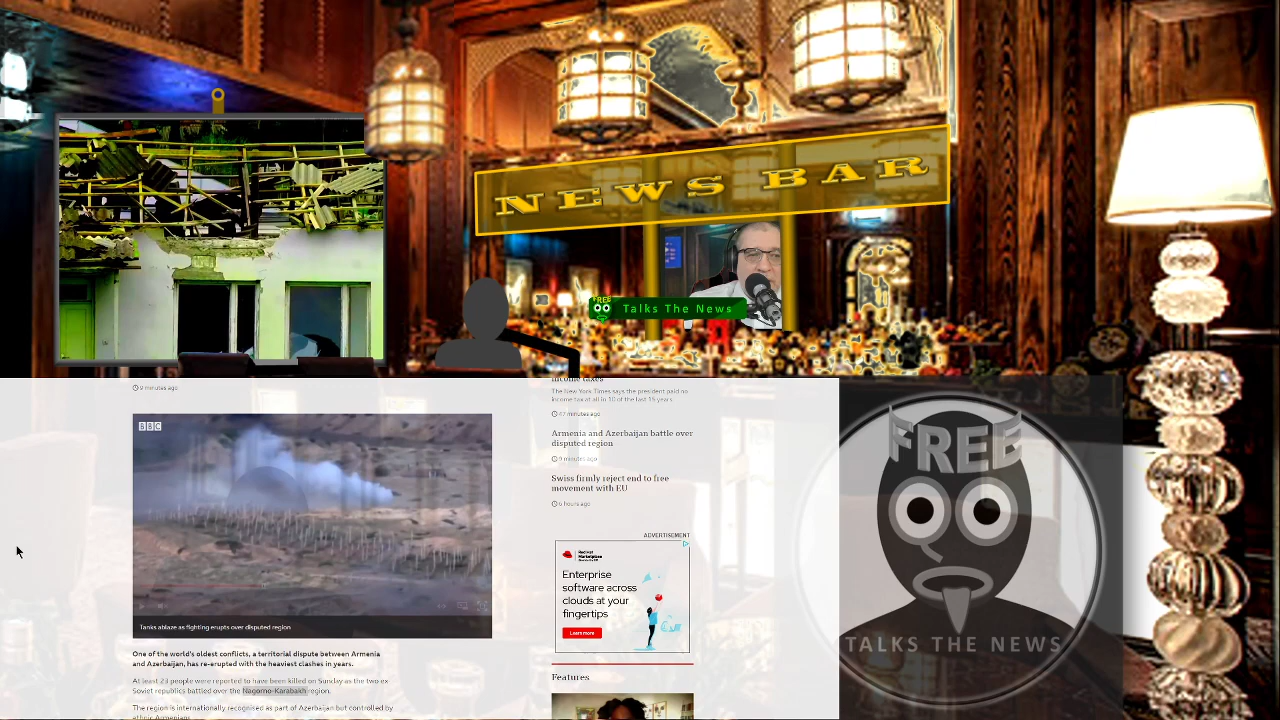 NEWS BAR
FREE
Talks The News
9 minutes ago
BBC
Tanks ablaze as fighting erupts over disputed region
One of the world's oldest conflicts, a territorial dispute between Armenia
and Azerbaijan, has re-erupted with the heaviest clashes in years.
At least 23 people were reported to have been killed on Sunday as the two ex-
Soviet republics battled over the Nagorno-Karabakh region.
The region is internationally recognised as part of Azerbaijan but controlled by
ethnic Armenians.
income taxes
The New York Times says the president paid no
income tax at all in 10 of the last 15 years
47 minutes ago
Armenia and Azerbaijan battle over
disputed region
9 minutes ago
Swiss firmly reject end to free
movement with EU
6 hours ago
ADVERTISEMENT
Red Hat
Marketplace
Enterprise
software across
clouds at your
fingertips
Learn more
Features
FREE
TALKS THE NEWS